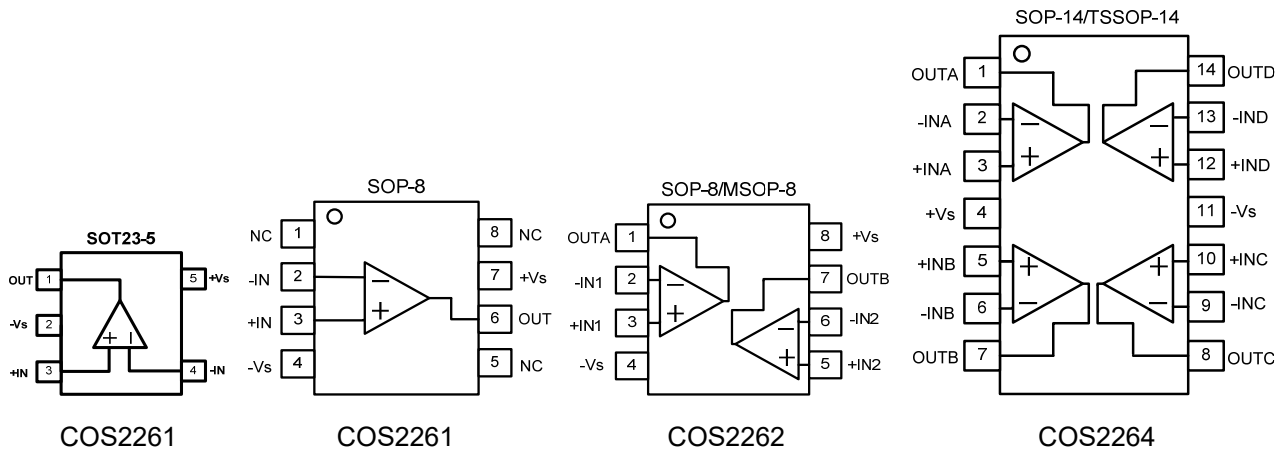 SOT23-5
OUT 1 5 +Vs
-Vs 2
+IN 3 4 -IN
+ −
COS2261
SOP-8
NC 1 8 NC
-IN 2 − 7 +Vs
+IN 3 + 6 OUT
-Vs 4 5 NC
COS2261
SOP-8/MSOP-8
OUTA 1 8 +Vs
-IN1 2 − 7 OUTB
+IN1 3 + − 6 -IN2
-Vs 4 + 5 +IN2
COS2262
SOP-14/TSSOP-14
OUTA 1 14 OUTD
-INA 2 − − 13 -IND
+INA 3 + + 12 +IND
+Vs 4 11 -Vs
+INB 5 + + 10 +INC
-INB 6 − − 9 -INC
OUTB 7 8 OUTC
COS2264